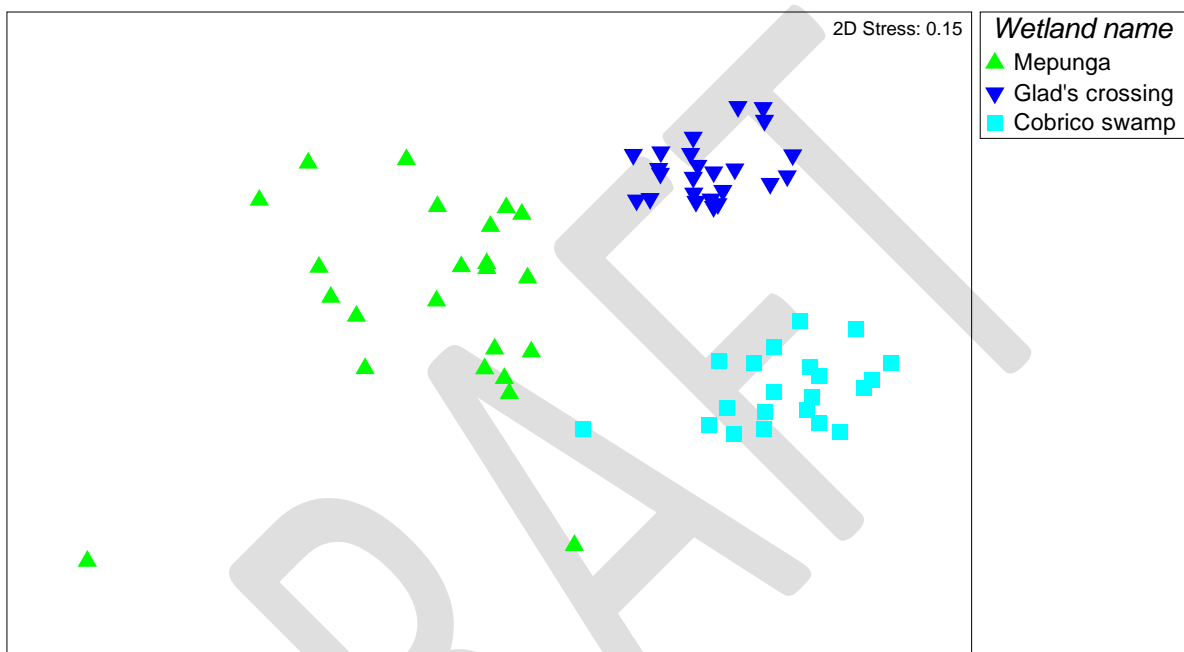 2D Stress: 0.15
Wetland name
Mepunga
Glad's crossing
Cobrico swamp
DRAFT